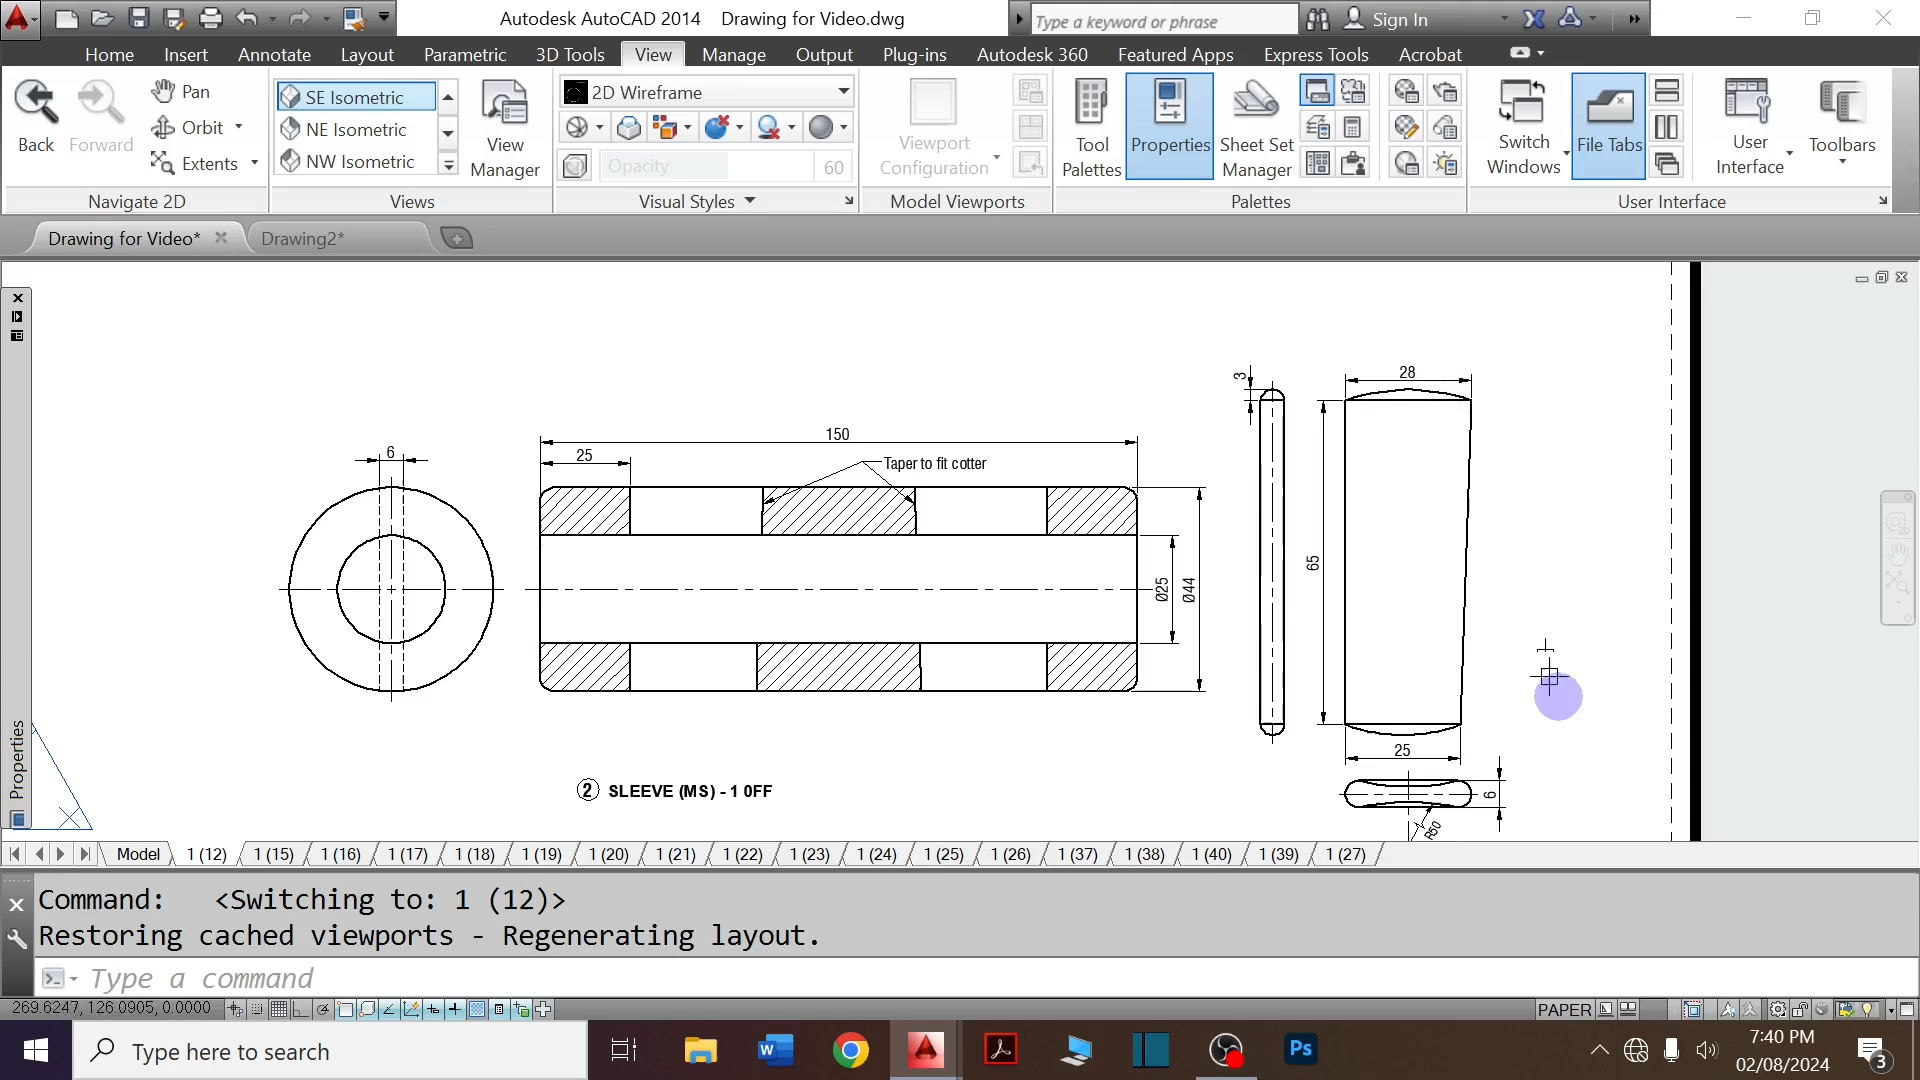 Autodesk AutoCAD 2014 Drawing for Video.dwg
Type a keyword or phrase
Sign In
Home Insert Annotate Layout Parametric 3D Tools View Manage Output Plug-ins Autodesk 360 Featured Apps Express Tools Acrobat
Back
Forward
Pan
Orbit
Extents
Navigate 2D
SE Isometric
NE Isometric
NW Isometric
View
Manager
Views
2D Wireframe
Opacity 60
Visual Styles
Viewport
Configuration
Model Viewports
Tool
Palettes
Properties
Sheet Set
Manager
Palettes
Switch
Windows
File Tabs
User
Interface
Toolbars
User Interface
Drawing for Video*
Drawing2*
Properties
6
150
25
Taper to fit cotter
Ø25
Ø44
3
28
65
25
6
R50
2 SLEEVE (MS) - 1 0FF
Model 1 (12) 1 (15) 1 (16) 1 (17) 1 (18) 1 (19) 1 (20) 1 (21) 1 (22) 1 (23) 1 (24) 1 (25) 1 (26) 1 (37) 1 (38) 1 (40) 1 (39) 1 (27)
Command: <Switching to: 1 (12)>
Restoring cached viewports - Regenerating layout.
Type a command
269.6247, 126.0905, 0.0000
PAPER
Type here to search
W
Ps
7:40 PM
02/08/2024
3